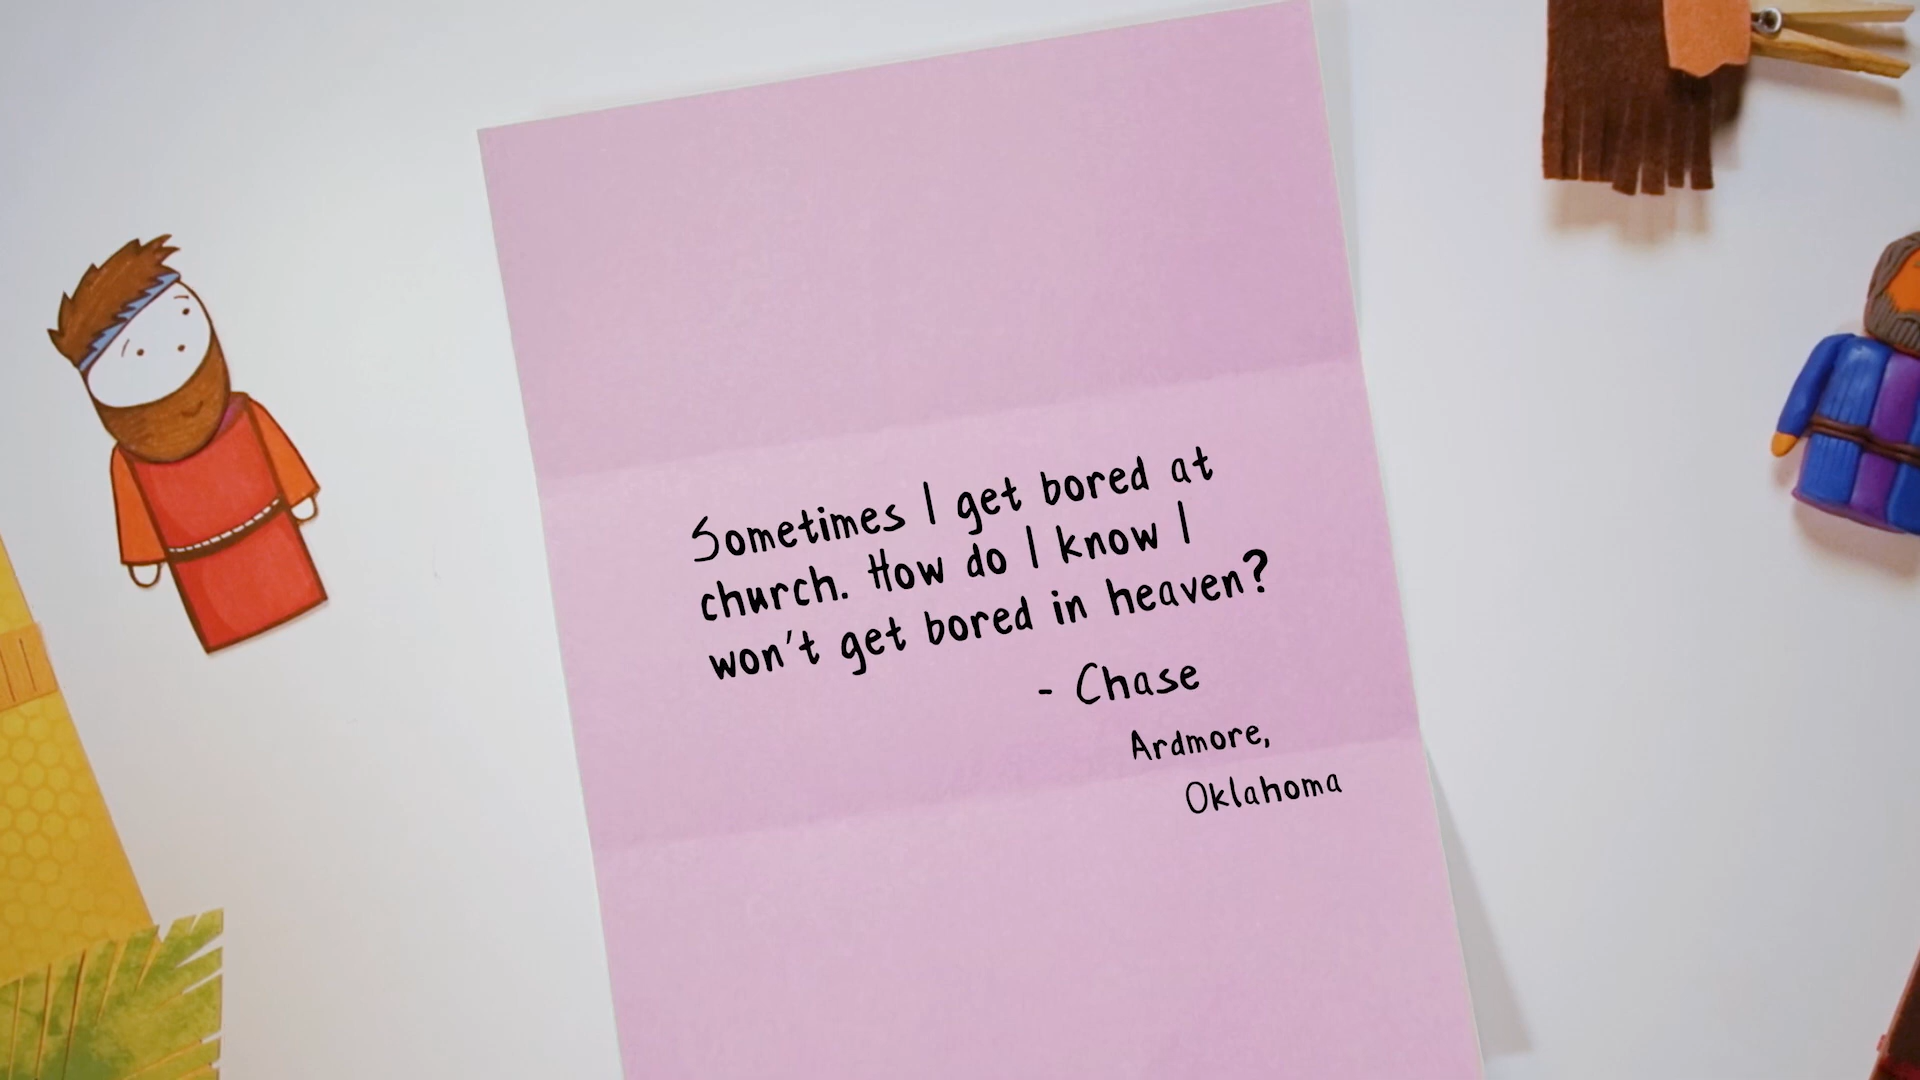 Sometimes I get bored at
church. How do I know I
won't get bored in heaven?
- Chase
Ardmore,
Oklahoma